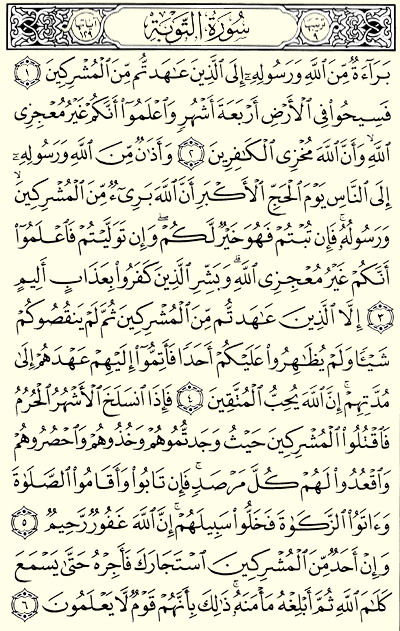 سُورَةُ التَّوْبَةِ
بَرَآءَةٌ مِّنَ ٱللَّهِ وَرَسُولِهِۦٓ إِلَى ٱلَّذِينَ عَـٰهَدتُّم مِّنَ ٱلْمُشْرِكِينَ ١
فَسِيحُوا۟ فِى ٱلْأَرْضِ أَرْبَعَةَ أَشْهُرٍ وَٱعْلَمُوٓا۟ أَنَّكُمْ غَيْرُ مُعْجِزِى
ٱللَّهِ ۙ وَأَنَّ ٱللَّهَ مُخْزِى ٱلْكَـٰفِرِينَ ٢ وَأَذَٰنٌ مِّنَ ٱللَّهِ وَرَسُولِهِۦٓ
إِلَى ٱلنَّاسِ يَوْمَ ٱلْحَجِّ ٱلْأَكْبَرِ أَنَّ ٱللَّهَ بَرِىٓءٌ مِّنَ ٱلْمُشْرِكِينَ ۙ
وَرَسُولُهُۥ ۚ فَإِن تُبْتُمْ فَهُوَ خَيْرٌ لَّكُمْ ۖ وَإِن تَوَلَّيْتُمْ فَٱعْلَمُوٓا۟
أَنَّكُمْ غَيْرُ مُعْجِزِى ٱللَّهِ ۗ وَبَشِّرِ ٱلَّذِينَ كَفَرُوا۟ بِعَذَابٍ أَلِيمٍ
٣ إِلَّا ٱلَّذِينَ عَـٰهَدتُّم مِّنَ ٱلْمُشْرِكِينَ ثُمَّ لَمْ يَنقُصُوكُمْ
شَيْـًٔا وَلَمْ يُظَـٰهِرُوا۟ عَلَيْكُمْ أَحَدًا فَأَتِمُّوٓا۟ إِلَيْهِمْ عَهْدَهُمْ إِلَىٰ
مُدَّتِهِمْ ۚ إِنَّ ٱللَّهَ يُحِبُّ ٱلْمُتَّقِينَ ٤ فَإِذَا ٱنسَلَخَ ٱلْأَشْهُرُ ٱلْحُرُمُ
فَٱقْتُلُوا۟ ٱلْمُشْرِكِينَ حَيْثُ وَجَدتُّمُوهُمْ وَخُذُوهُمْ وَٱحْصُرُوهُمْ
وَٱقْعُدُوا۟ لَهُمْ كُلَّ مَرْصَدٍ ۚ فَإِن تَابُوا۟ وَأَقَامُوا۟ ٱلصَّلَوٰةَ
وَءَاتَوُا۟ ٱلزَّكَوٰةَ فَخَلُّوا۟ سَبِيلَهُمْ ۚ إِنَّ ٱللَّهَ غَفُورٌ رَّحِيمٌ ٥
وَإِنْ أَحَدٌ مِّنَ ٱلْمُشْرِكِينَ ٱسْتَجَارَكَ فَأَجِرْهُ حَتَّىٰ يَسْمَعَ
كَلَـٰمَ ٱللَّهِ ثُمَّ أَبْلِغْهُ مَأْمَنَهُۥ ۚ ذَٰلِكَ بِأَنَّهُمْ قَوْمٌ لَّا يَعْلَمُونَ ٦